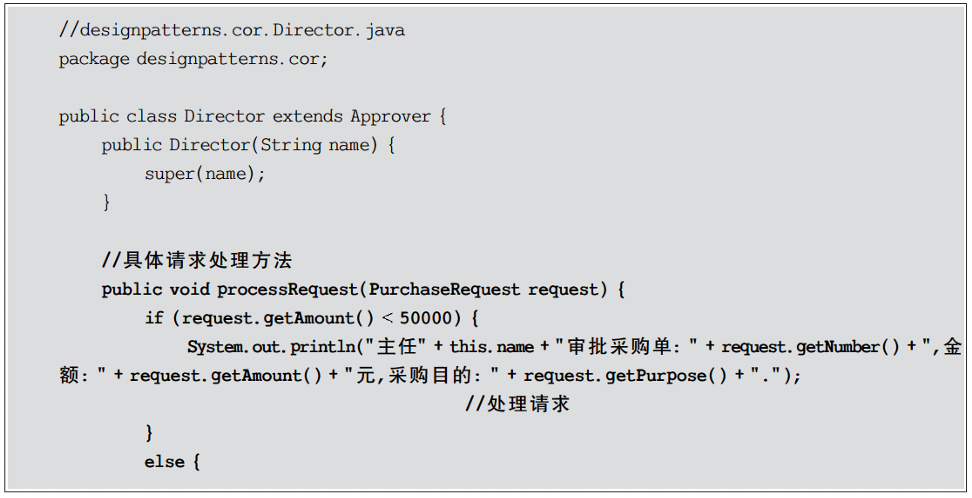 //designpatterns.cor.Director.java
package designpatterns.cor;
public class Director extends Approver {
public Director(String name) {
super(name);
}
//具体请求处理方法
public void processRequest(PurchaseRequest request) {
if (request.getAmount() < 50000) {
System.out.println("主任" + this.name + "审批采购单:" + request.getNumber() + ",金
额:" + request.getAmount() + "元,采购目的:" + request.getPurpose() + ".");
//处理请求
}
else {